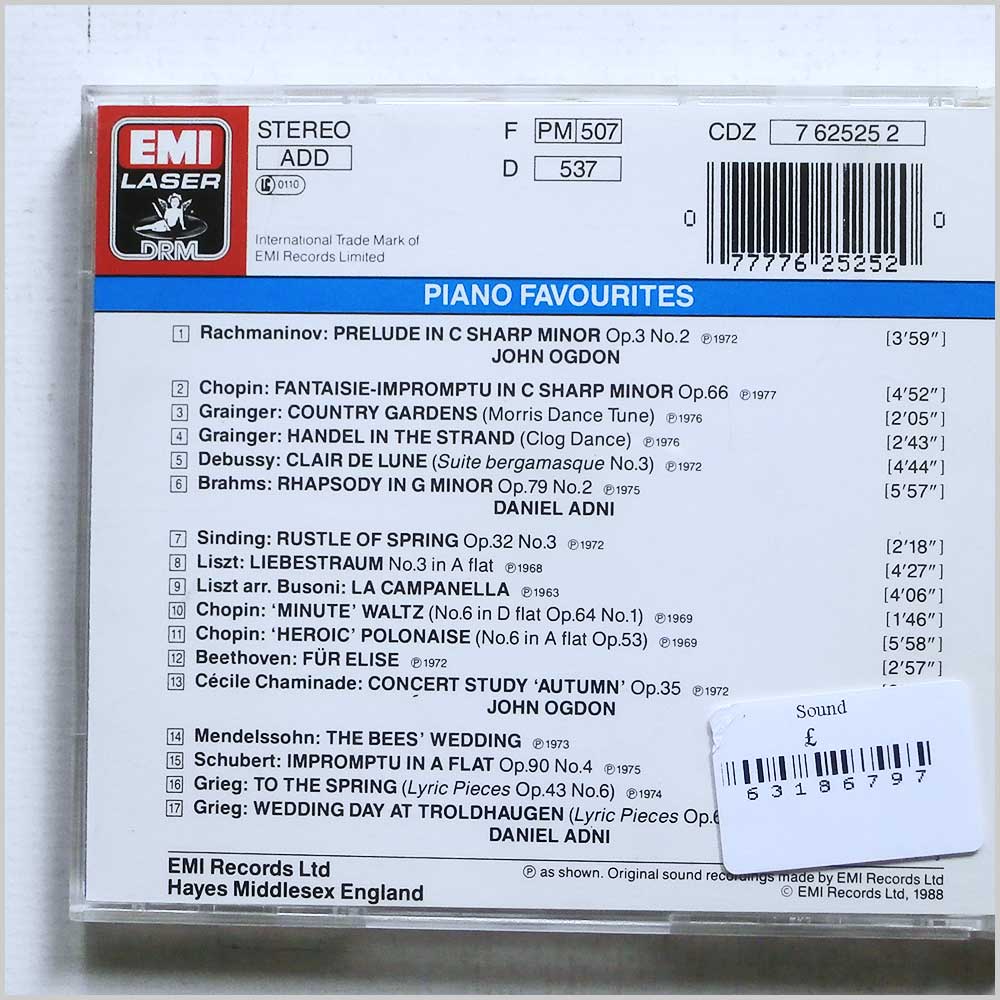 EMI
LASER
DRM
STEREO
ADD
LC 0110
International Trade Mark of
EMI Records Limited
F PM 507
D 537
CDZ 7 62525 2
0 77776 25252 0
PIANO FAVOURITES
1 Rachmaninov: PRELUDE IN C SHARP MINOR Op.3 No.2 ℗1972 [3'59"]
JOHN OGDON
2 Chopin: FANTAISIE-IMPROMPTU IN C SHARP MINOR Op.66 ℗1977 [4'52"]
3 Grainger: COUNTRY GARDENS (Morris Dance Tune) ℗1976 [2'05"]
4 Grainger: HANDEL IN THE STRAND (Clog Dance) ℗1976 [2'43"]
5 Debussy: CLAIR DE LUNE (Suite bergamasque No.3) ℗1972 [4'44"]
6 Brahms: RHAPSODY IN G MINOR Op.79 No.2 ℗1975 [5'57"]
DANIEL ADNI
7 Sinding: RUSTLE OF SPRING Op.32 No.3 ℗1972 [2'18"]
8 Liszt: LIEBESTRAUM No.3 in A flat ℗1968 [4'27"]
9 Liszt arr. Busoni: LA CAMPANELLA ℗1963 [4'06"]
10 Chopin: 'MINUTE' WALTZ (No.6 in D flat Op.64 No.1) ℗1969 [1'46"]
11 Chopin: 'HEROIC' POLONAISE (No.6 in A flat Op.53) ℗1969 [5'58"]
12 Beethoven: FÜR ELISE ℗1972 [2'57"]
13 Cécile Chaminade: CONCERT STUDY 'AUTUMN' Op.35 ℗1972
JOHN OGDON
14 Mendelssohn: THE BEES' WEDDING ℗1973
15 Schubert: IMPROMPTU IN A FLAT Op.90 No.4 ℗1975
16 Grieg: TO THE SPRING (Lyric Pieces Op.43 No.6) ℗1974
17 Grieg: WEDDING DAY AT TROLDHAUGEN (Lyric Pieces
DANIEL ADNI
Sound
£
63186797
EMI Records Ltd
Hayes Middlesex England
℗ as shown. Original sound recordings made by EMI Records Ltd
© EMI Records Ltd, 1988